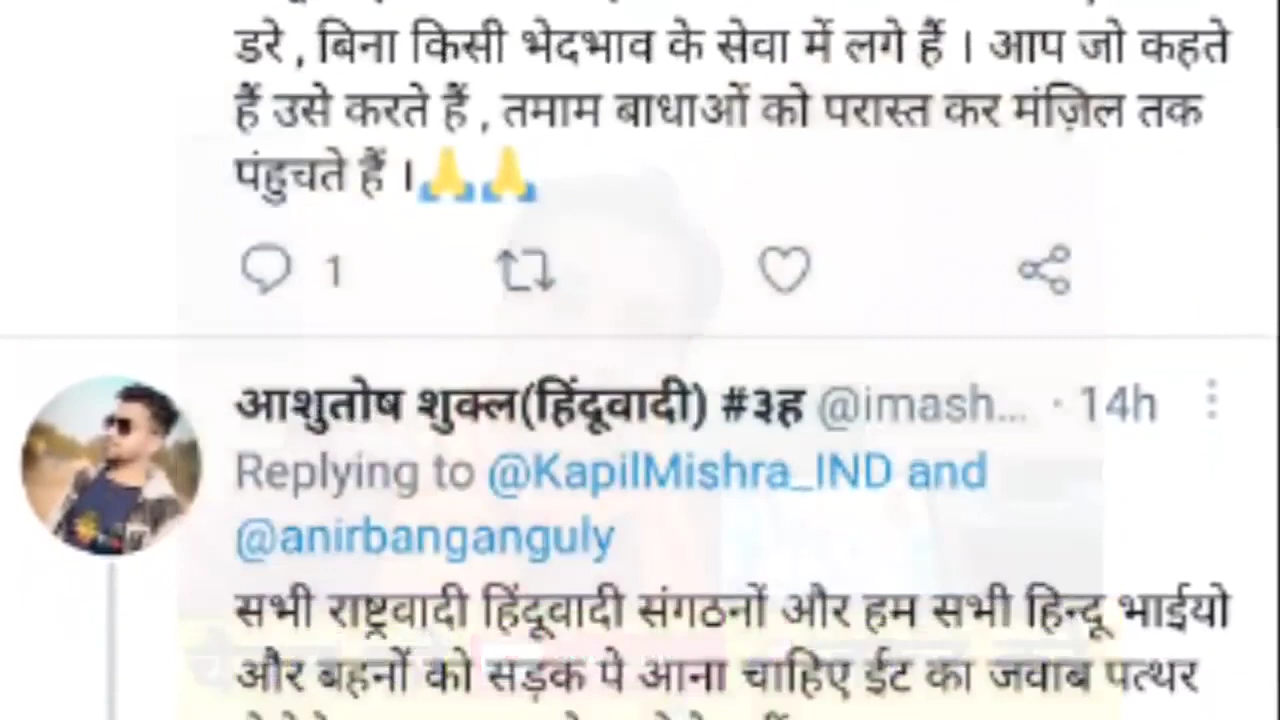 डरे , बिना किसी भेदभाव के सेवा में लगे हैं । आप जो कहते
हैं उसे करते हैं , तमाम बाधाओं को परास्त कर मंज़िल तक
पंहुचते हैं ।🙏🙏
1
आशुतोष शुक्ल(हिंदूवादी) #३ह @imash... · 14h
Replying to @KapilMishra_IND and
@anirbanganguly
सभी राष्ट्रवादी हिंदूवादी संगठनों और हम सभी हिन्दू भाईयो
और बहनों को सड़क पे आना चाहिए ईट का जवाब पत्थर